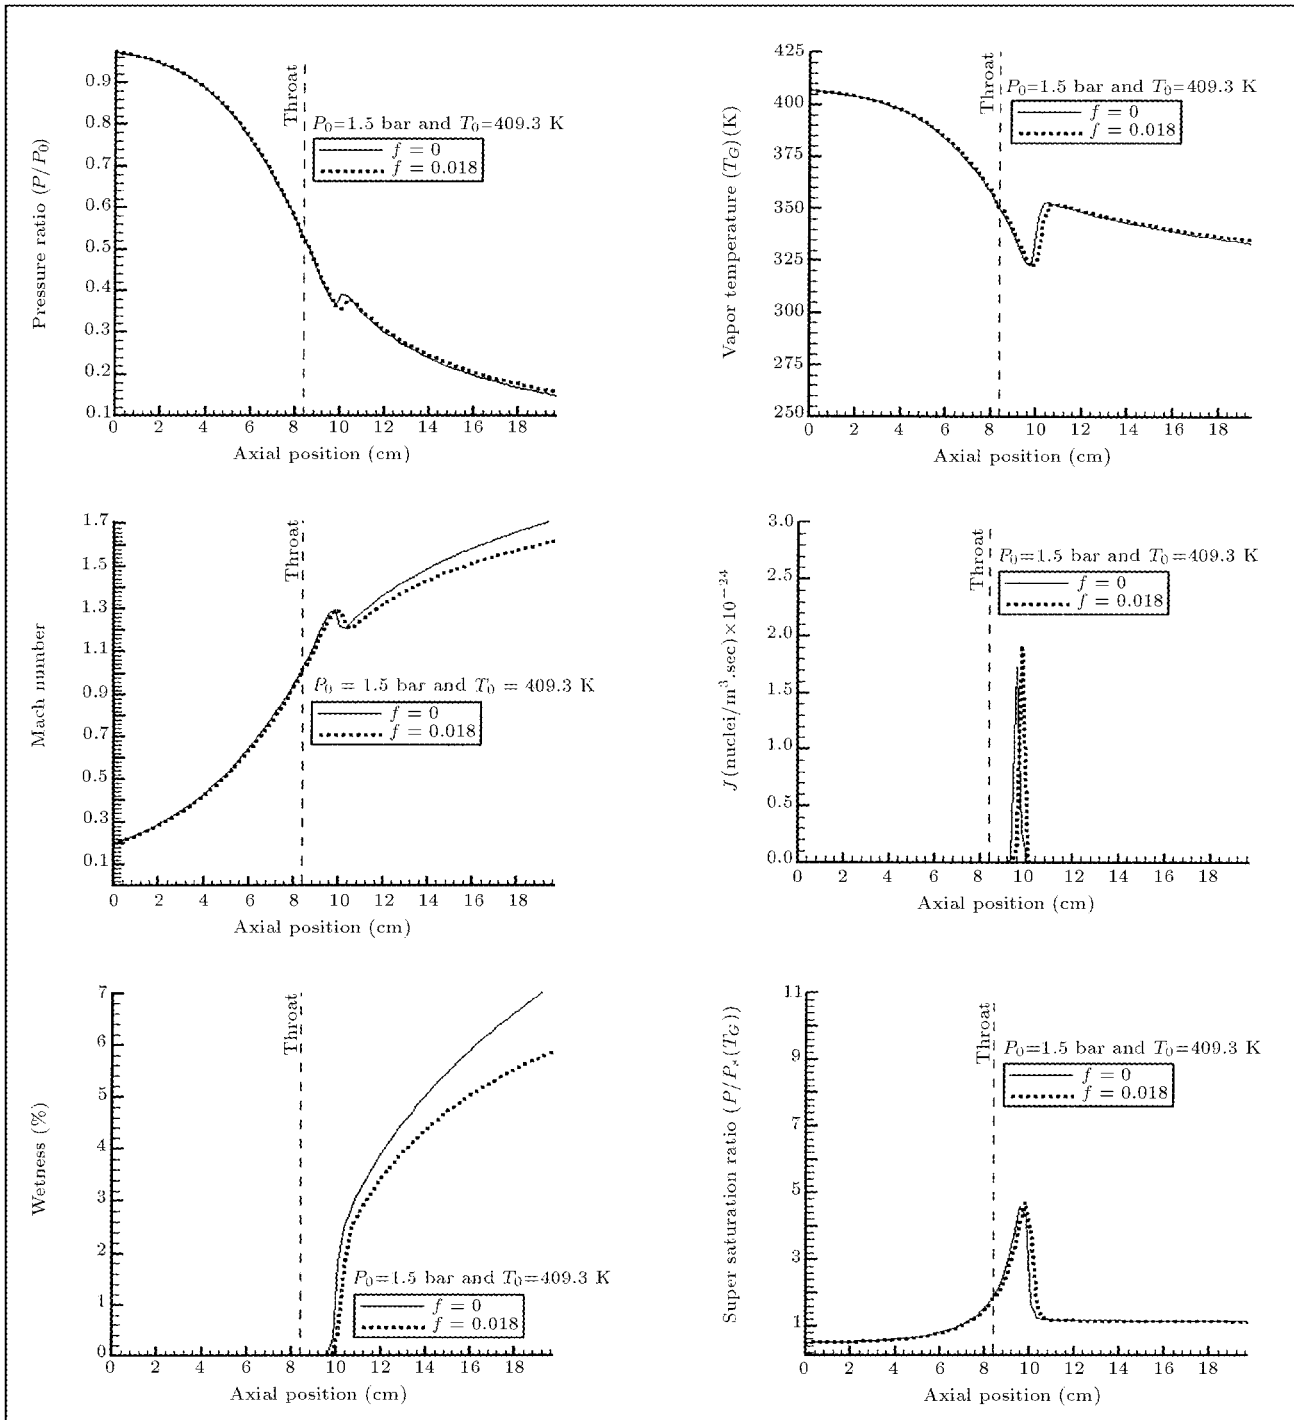 Pressure ratio (P/P₀)
0.9
0.8
0.7
0.6
0.5
0.4
0.3
0.2
0.1
Throat
P₀=1.5 bar and T₀=409.3 K
f = 0
f = 0.018
0 2 4 6 8 10 12 14 16 18
Axial position (cm)
Vapor temperature (T_G) (K)
425
400
375
350
325
300
275
250
Throat
P₀=1.5 bar and T₀=409.3 K
f = 0
f = 0.018
0 2 4 6 8 10 12 14 16 18
Axial position (cm)
Mach number
1.7
1.5
1.3
1.1
0.9
0.7
0.5
0.3
0.1
Throat
P₀ = 1.5 bar and T₀ = 409.3 K
f = 0
f = 0.018
0 2 4 6 8 10 12 14 16 18
Axial position (cm)
J(nuclei/m³.sec)×10⁻²⁴
3.0
2.5
2.0
1.5
1.0
0.5
0.0
Throat
P₀=1.5 bar and T₀=409.3 K
f = 0
f = 0.018
0 2 4 6 8 10 12 14 16 18
Axial position (cm)
Wetness (%)
7
6
5
4
3
2
1
0
Throat
P₀=1.5 bar and T₀=409.3 K
f = 0
f = 0.018
0 2 4 6 8 10 12 14 16 18
Axial position (cm)
Super saturation ratio (P/P_s(T_G))
11
9
7
5
3
1
Throat
P₀=1.5 bar and T₀=409.3 K
f = 0
f = 0.018
0 2 4 6 8 10 12 14 16 18
Axial position (cm)